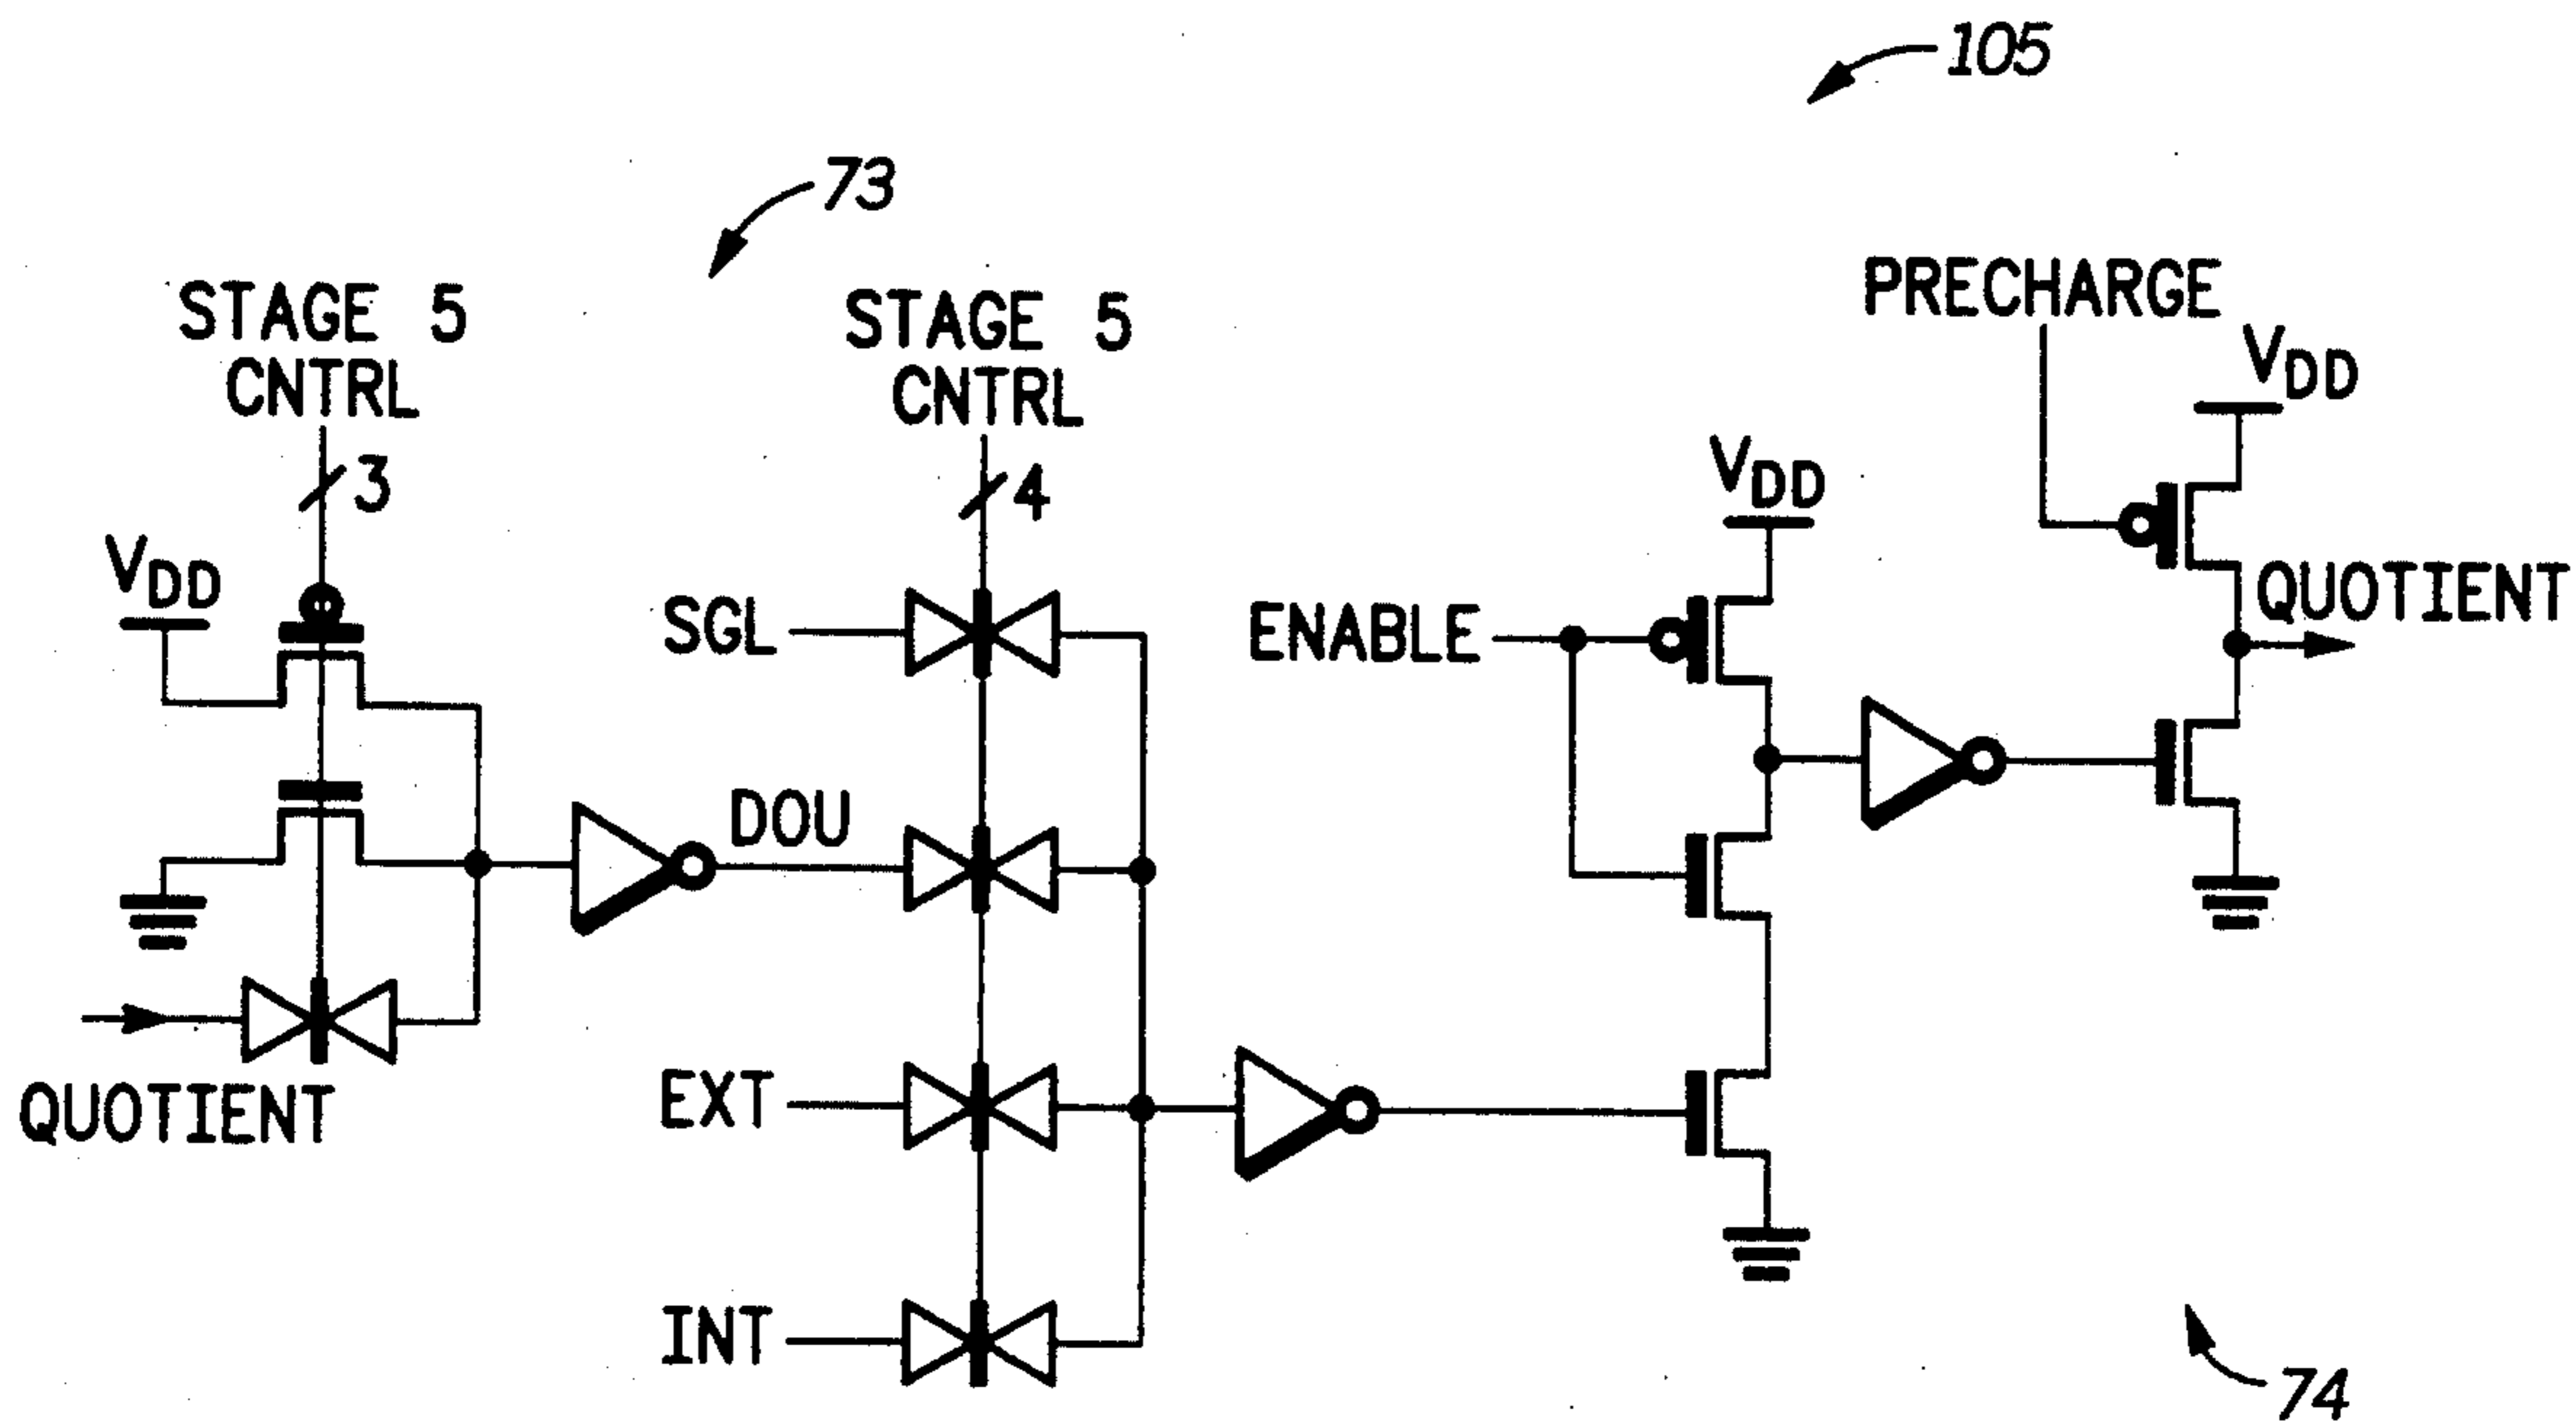 105
73
STAGE 5
CNTRL
3
VDD
QUOTIENT
STAGE 5
CNTRL
4
SGL
DOU
EXT
INT
ENABLE
VDD
PRECHARGE
VDD
QUOTIENT
74